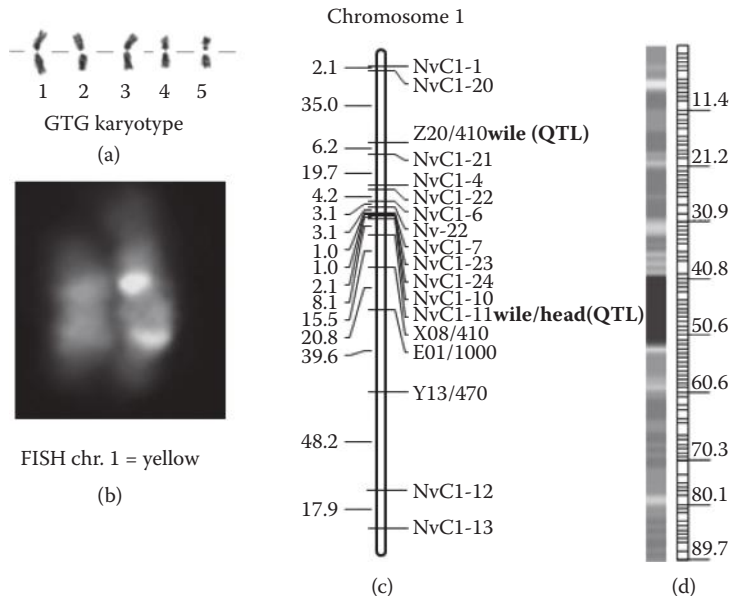 1 2 3 4 5
GTG karyotype
(a)
FISH chr. 1 = yellow
(b)
Chromosome 1
2.1
35.0
6.2
19.7
4.2
3.1
3.1
1.0
1.0
2.1
8.1
15.5
20.8
39.6
48.2
17.9
NvC1-1
NvC1-20
Z20/410wile (QTL)
NvC1-21
NvC1-4
NvC1-22
NvC1-6
Nv-22
NvC1-7
NvC1-23
NvC1-24
NvC1-10
NvC1-11wile/head(QTL)
X08/410
E01/1000
Y13/470
NvC1-12
NvC1-13
(c)
11.4
21.2
30.9
40.8
50.6
60.6
70.3
80.1
89.7
(d)